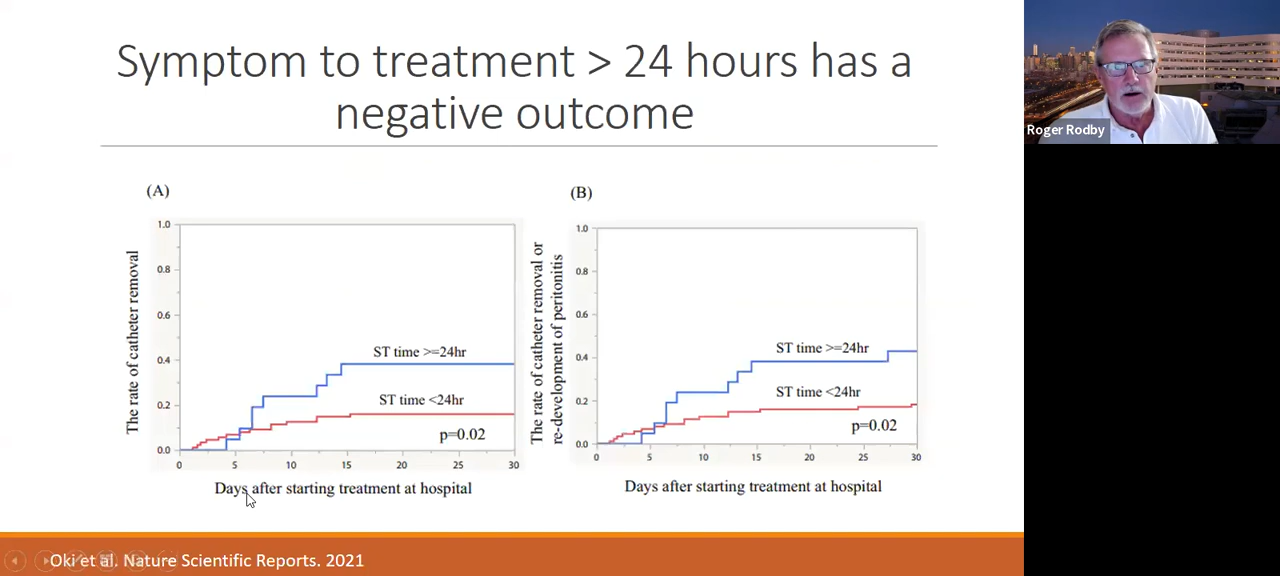 Symptom to treatment > 24 hours has a
negative outcome
Roger Rodby
(A)
The rate of catheter removal
1.0
0.8
0.6
0.4
0.2
0.0
ST time >=24hr
ST time <24hr
p=0.02
0 5 10 15 20 25 30
Days after starting treatment at hospital
(B)
The rate of catheter removal or
re-development of peritonitis
1.0
0.8
0.6
0.4
0.2
0.0
ST time >=24hr
ST time <24hr
p=0.02
0 5 10 15 20 25 30
Days after starting treatment at hospital
Oki et al. Nature Scientific Reports. 2021